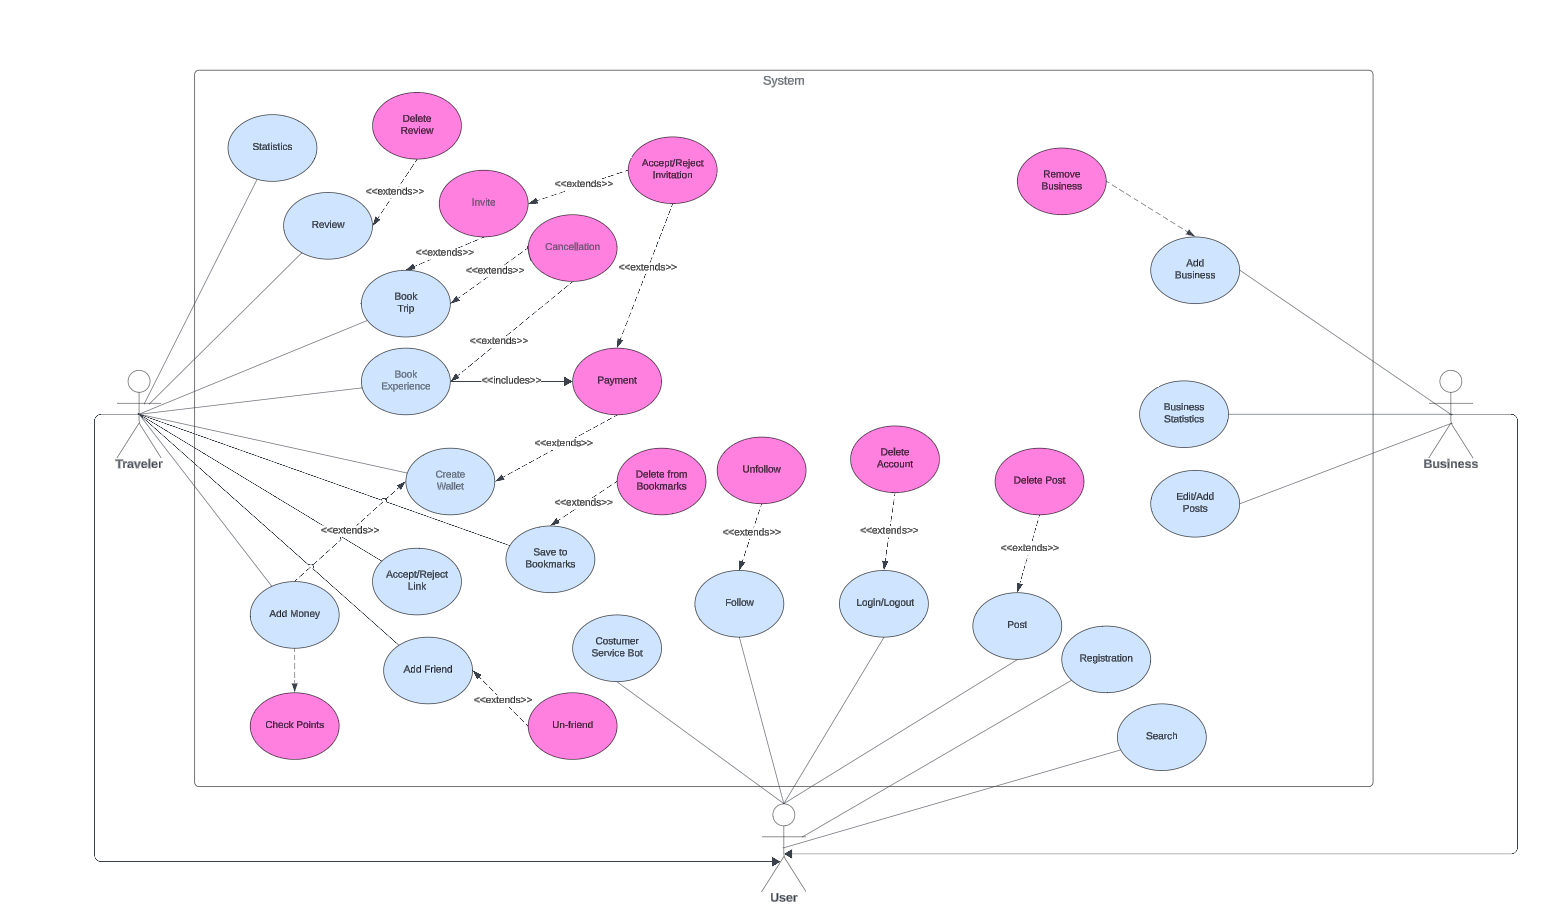 System
Delete
Review
Statistics
Accept/Reject
Invitation
Remove
Business
<<extends>>
<<extends>>
Invite
Review
Cancellation
<<extends>>
<<extends>>
<<extends>>
Add
Business
Book
Trip
<<extends>>
Book
Experience
<<includes>>
Payment
Business
Statistics
<<extends>>
Traveler
Business
Delete
Account
Unfollow
Delete from
Bookmarks
Create
Wallet
Delete Post
Edit/Add
Posts
<<extends>>
<<extends>>
<<extends>>
<<extends>>
<<extends>>
Save to
Bookmarks
Accept/Reject
Link
Follow
Login/Logout
Add Money
Post
Costumer
Service Bot
Registration
Add Friend
<<extends>>
Check Points
Un-friend
Search
User